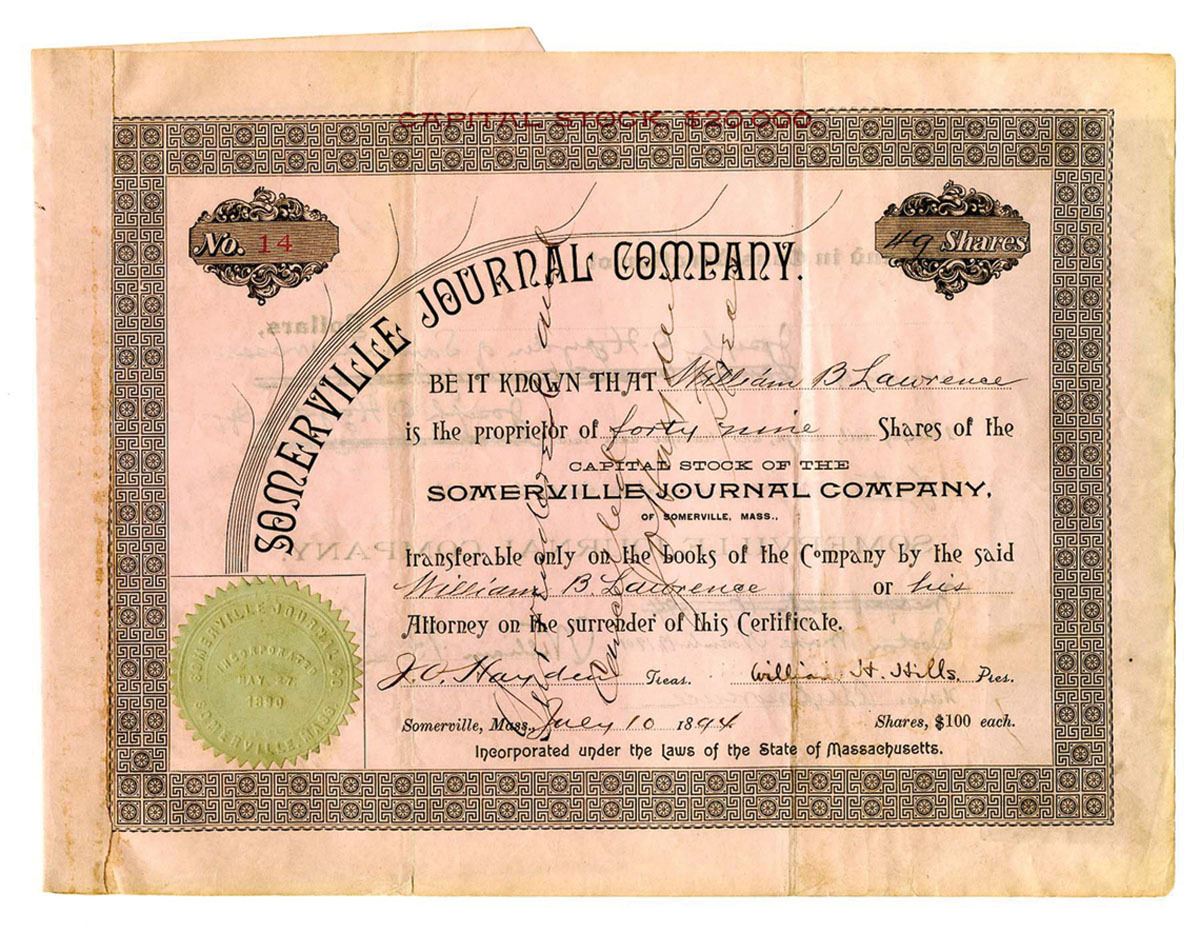 CAPITAL STOCK $20.000
No. 14
49 Shares
SOMERVILLE JOURNAL COMPANY.
BE IT KNOWN THAT William B Lawrence
is the proprietor of forty nine Shares of the
CAPITAL STOCK OF THE
SOMERVILLE JOURNAL COMPANY,
OF SOMERVILLE, MASS.,
transferable only on the books of the Company by the said
William B. Lawrence or his
Attorney on the surrender of this Certificate.
J. O. Hayden Treas. William H. Hills, Pres.
Somerville, Mass., July 10 1894 Shares, $100 each.
Incorporated under the Laws of the State of Massachusetts.
SOMERVILLE JOURNAL CO.
INCORPORATED
MAY. 27.
1890
SOMERVILLE, MASS.
and
Cancelled